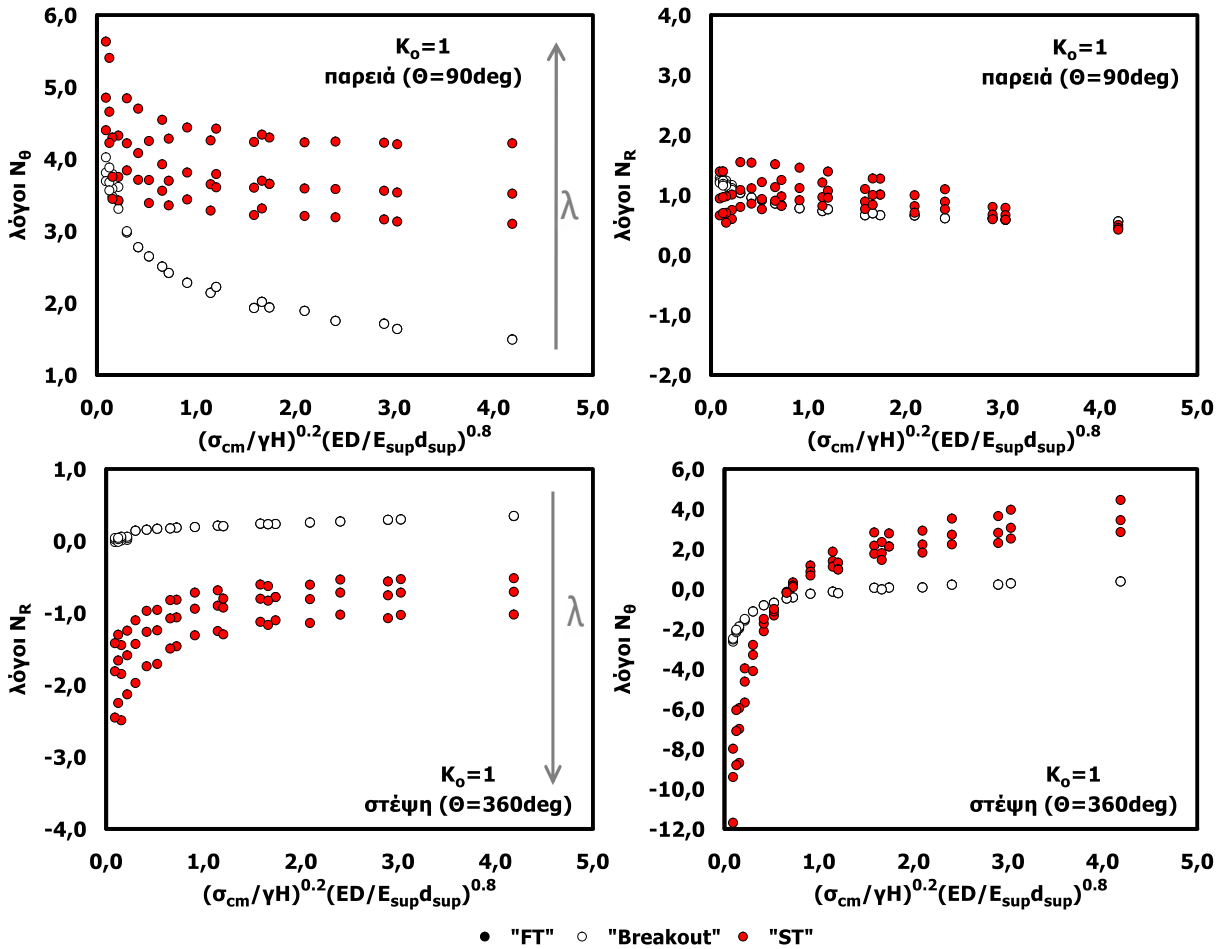 6,0
5,0
4,0
3,0
2,0
1,0
λόγοι Nθ
Κο=1
παρειά (Θ=90deg)
λ
0,0 1,0 2,0 3,0 4,0 5,0
(σcm/γH)^0.2(ED/Esupdsup)^0.8
4,0
3,0
2,0
1,0
0,0
-1,0
-2,0
λόγοι NR
Κο=1
παρειά (Θ=90deg)
0,0 1,0 2,0 3,0 4,0 5,0
(σcm/γH)^0.2(ED/Esupdsup)^0.8
1,0
0,0
-1,0
-2,0
-3,0
-4,0
λόγοι NR
λ
Κο=1
στέψη (Θ=360deg)
0,0 1,0 2,0 3,0 4,0 5,0
(σcm/γH)^0.2(ED/Esupdsup)^0.8
6,0
4,0
2,0
0,0
-2,0
-4,0
-6,0
-8,0
-10,0
-12,0
λόγοι Nθ
Κο=1
στέψη (Θ=360deg)
0,0 1,0 2,0 3,0 4,0 5,0
(σcm/γH)^0.2(ED/Esupdsup)^0.8
"FT" "Breakout" "ST"